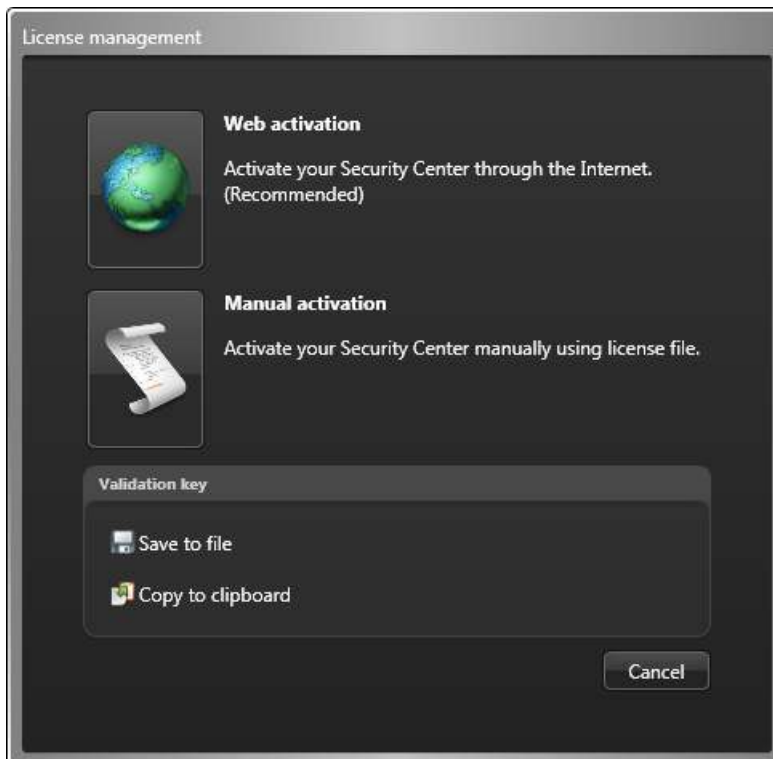 License management
Web activation
Activate your Security Center through the Internet.
(Recommended)
Manual activation
Activate your Security Center manually using license file.
Validation key
Save to file
Copy to clipboard
Cancel